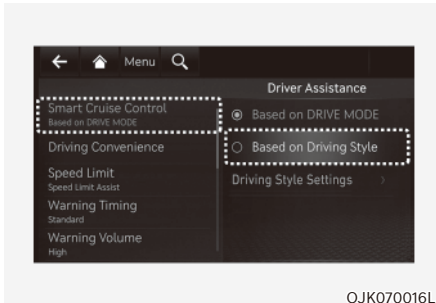 Menu
Driver Assistance
Smart Cruise Control
Based on DRIVE MODE
Driving Convenience
Speed Limit
Speed Limit Assist
Warning Timing
Standard
Warning Volume
High
Based on DRIVE MODE
Based on Driving Style
Driving Style Settings
OJK070016L